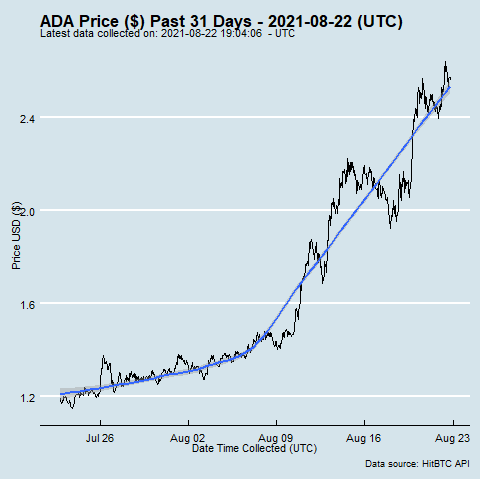 ADA Price ($) Past 31 Days - 2021-08-22 (UTC)
Latest data collected on: 2021-08-22 19:04:06 - UTC
2.4
2.0
1.6
1.2
Price USD ($)
Jul 26 Aug 02 Aug 09 Aug 16 Aug 23
Date Time Collected (UTC)
Data source: HitBTC API